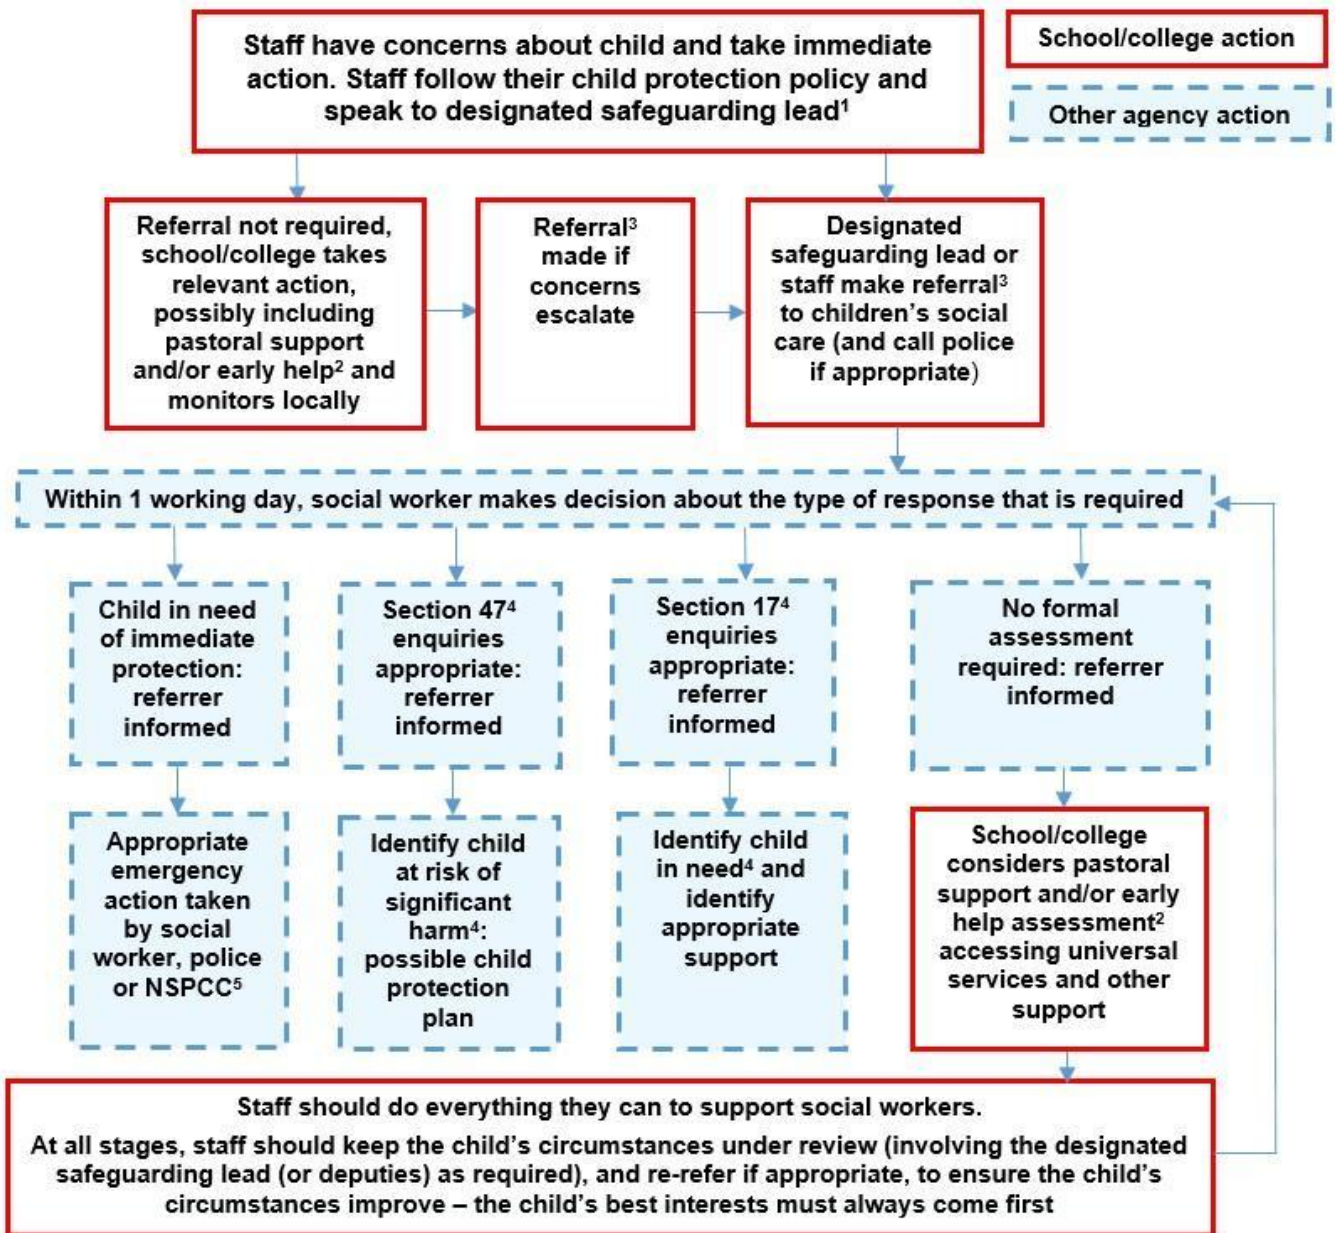 Staff have concerns about child and take immediate
action. Staff follow their child protection policy and
speak to designated safeguarding lead¹
School/college action
Other agency action
Referral not required,
school/college takes
relevant action,
possibly including
pastoral support
and/or early help² and
monitors locally
Referral³
made if
concerns
escalate
Designated
safeguarding lead or
staff make referral³
to children’s social
care (and call police
if appropriate)
Within 1 working day, social worker makes decision about the type of response that is required
Child in need
of immediate
protection:
referrer
informed
Section 47⁴
enquiries
appropriate:
referrer
informed
Section 17⁴
enquiries
appropriate:
referrer
informed
No formal
assessment
required: referrer
informed
Appropriate
emergency
action taken
by social
worker, police
or NSPCC⁵
Identify child
at risk of
significant
harm⁴:
possible child
protection
plan
Identify child
in need⁴ and
identify
appropriate
support
School/college
considers pastoral
support and/or early
help assessment²
accessing universal
services and other
support
Staff should do everything they can to support social workers.
At all stages, staff should keep the child’s circumstances under review (involving the designated
safeguarding lead (or deputies) as required), and re-refer if appropriate, to ensure the child’s
circumstances improve – the child’s best interests must always come first